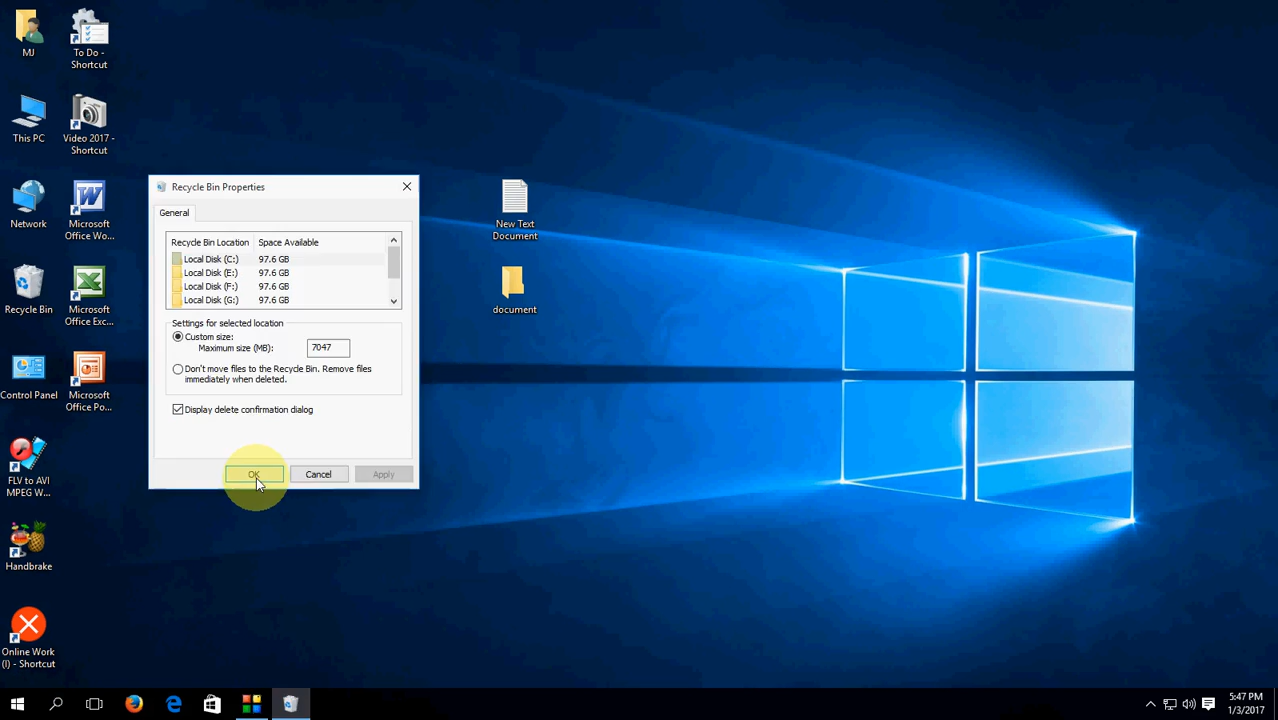 MJ
To Do -
Shortcut
This PC
Video 2017 -
Shortcut
Network
Microsoft
Office Wo...
Recycle Bin
Microsoft
Office Exc...
Control Panel
Microsoft
Office Po...
FLV to AVI
MPEG W...
Handbrake
Online Work
(I) - Shortcut
Recycle Bin Properties
General
Recycle Bin Location Space Available
Local Disk (C:) 97.6 GB
Local Disk (E:) 97.6 GB
Local Disk (F:) 97.6 GB
Local Disk (G:) 97.6 GB
Settings for selected location
Custom size:
Maximum size (MB): 7047
Don't move files to the Recycle Bin. Remove files
immediately when deleted.
Display delete confirmation dialog
OK Cancel Apply
New Text
Document
document
5:47 PM
1/3/2017